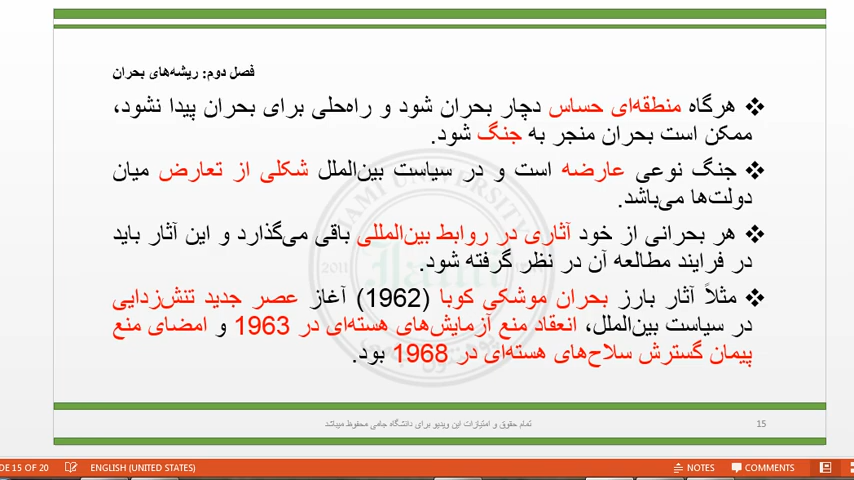 فصل دوم: ریشه‌های بحران
❖ هرگاه منطقه‌ای حساس دچار بحران شود و راه‌حلی برای بحران پیدا نشود،
ممکن است بحران منجر به جنگ شود.
❖ جنگ نوعی عارضه است و در سیاست بین‌الملل شکلی از تعارض میان
دولت‌ها می‌باشد.
❖ هر بحرانی از خود آثاری در روابط بین‌المللی باقی می‌گذارد و این آثار باید
در فرایند مطالعه آن در نظر گرفته شود.
❖ مثلاً آثار بارز بحران موشکی کوبا (1962) آغاز عصر جدید تنش‌زدایی
در سیاست بین‌الملل، انعقاد منع آزمایش‌های هسته‌ای در 1963 و امضای منع
پیمان گسترش سلاح‌های هسته‌ای در 1968 بود.
تمام حقوق و امتیازات این ویدیو برای دانشگاه جامی محفوظ میباشد
15
DE 15 OF 20 ENGLISH (UNITED STATES) NOTES COMMENTS